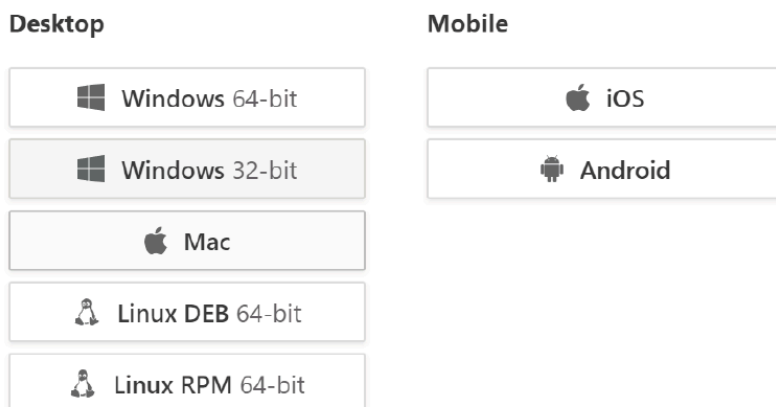 Desktop
Windows 64-bit
Windows 32-bit
Mac
Linux DEB 64-bit
Linux RPM 64-bit
Mobile
iOS
Android